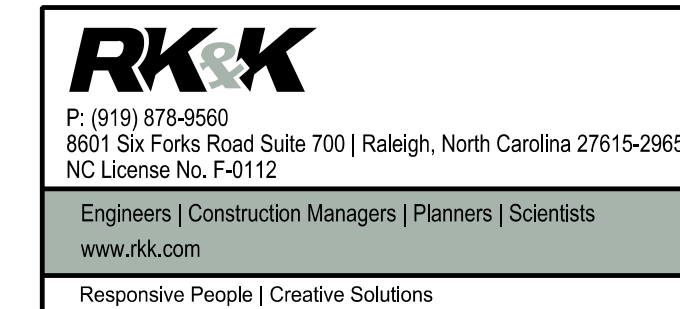 RK&K
P: (919) 878-9560
8601 Six Forks Road Suite 700 | Raleigh, North Carolina 27615-2965
NC License No. F-0112
Engineers | Construction Managers | Planners | Scientists
www.rkk.com
Responsive People | Creative Solutions